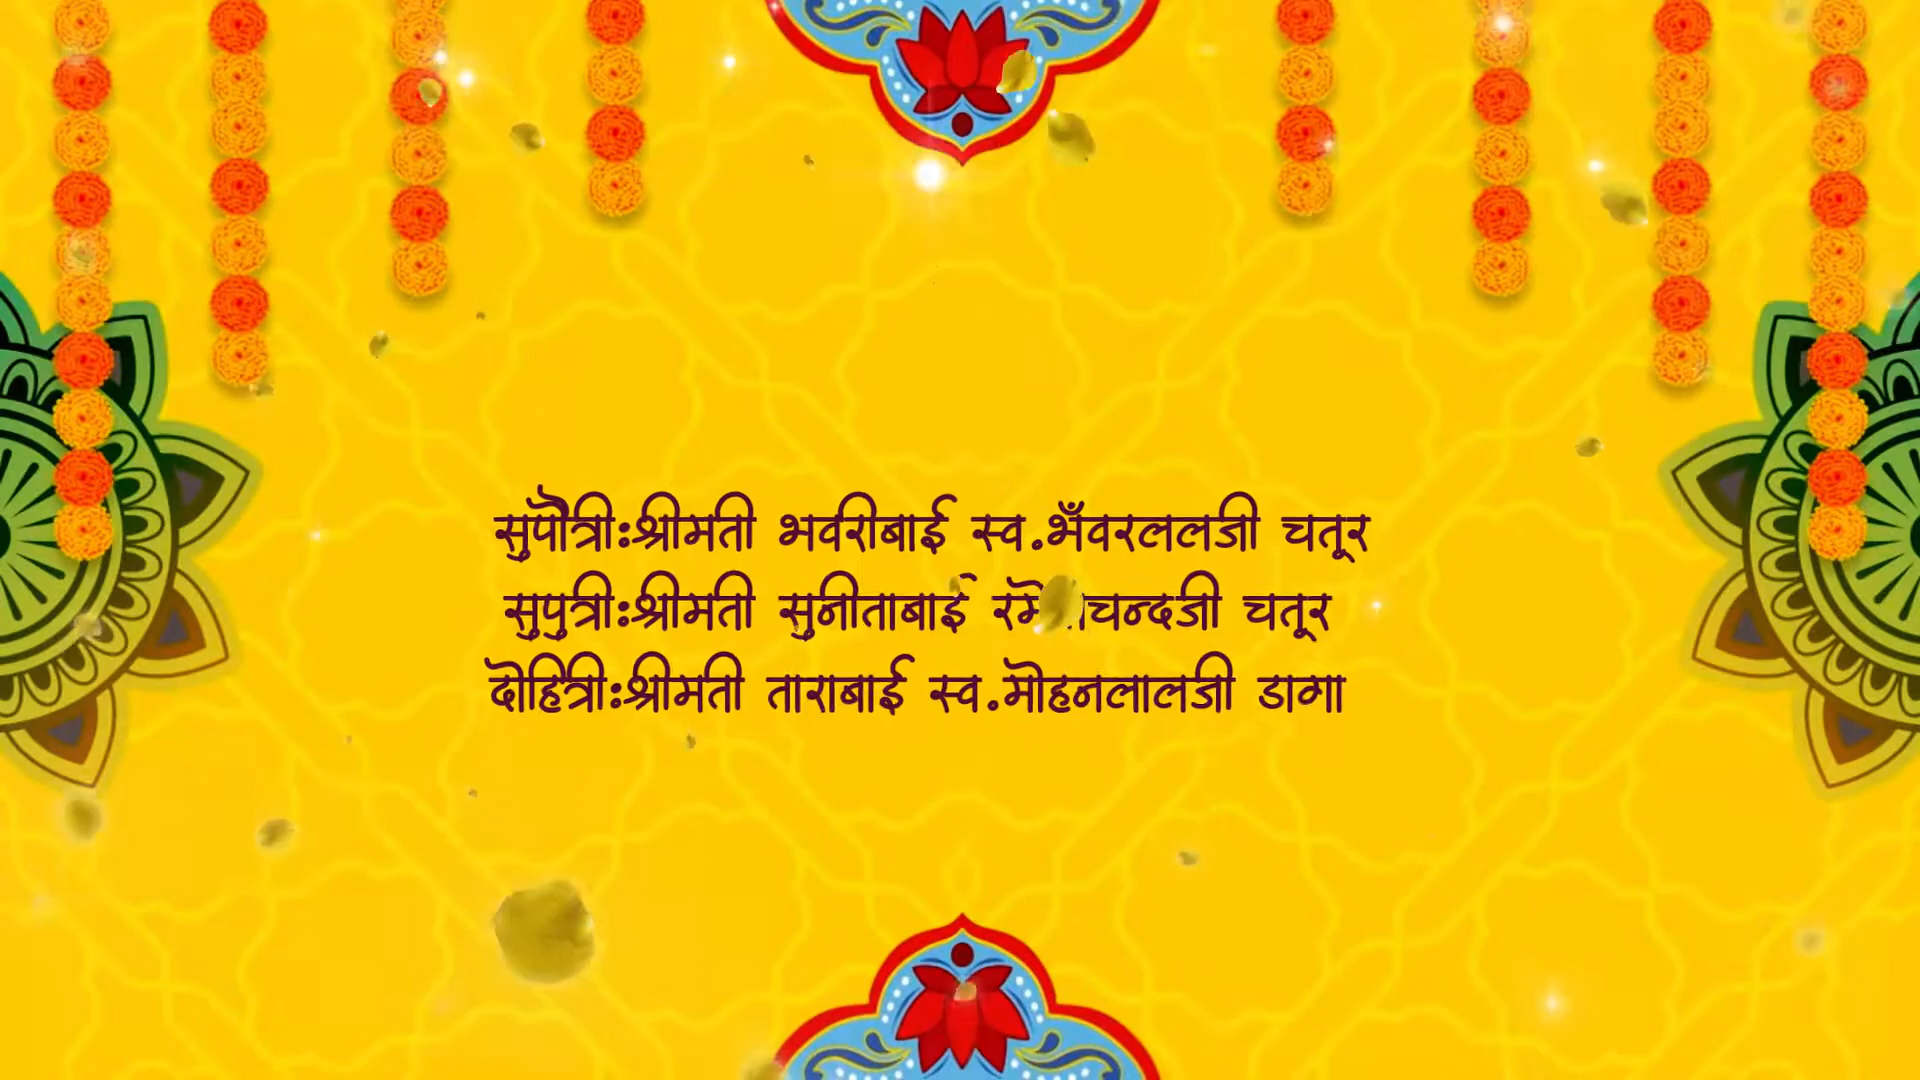 सुपौत्री:श्रीमती भवरीबाई स्व.भँवरललजी चतूर
सुपुत्री:श्रीमती सुनीताबाई चतूर
दोहित्री:श्रीमती ताराबाई स्व.मोहनलालजी डागा